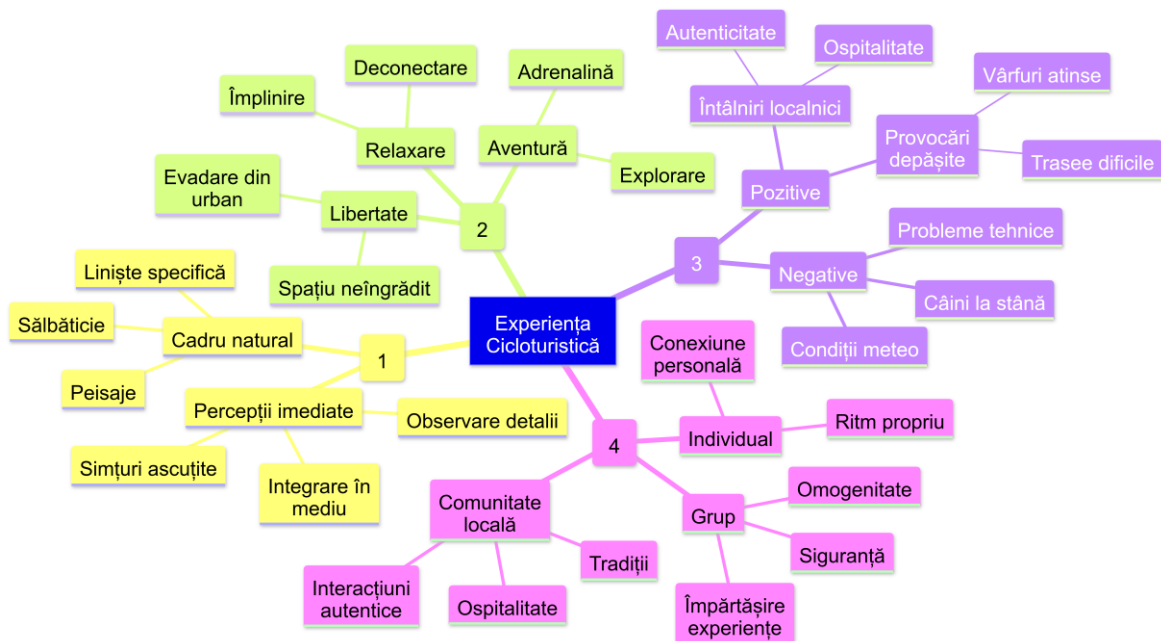 Experiența
Cicloturistică
1
Cadru natural
Liniște specifică
Sălbăticie
Peisaje
Percepții imediate
Observare detalii
Simțuri ascuțite
Integrare în
mediu
2
Relaxare
Deconectare
Împlinire
Aventură
Adrenalină
Explorare
Libertate
Evadare din
urban
Spațiu neîngrădit
3
Pozitive
Întâlniri localnici
Autenticitate
Ospitalitate
Provocări
depășite
Vârfuri atinse
Trasee dificile
Negative
Probleme tehnice
Câini la stână
Condiții meteo
4
Individual
Conexiune
personală
Ritm propriu
Grup
Omogenitate
Siguranță
Împărtășire
experiențe
Comunitate
locală
Tradiții
Ospitalitate
Interacțiuni
autentice